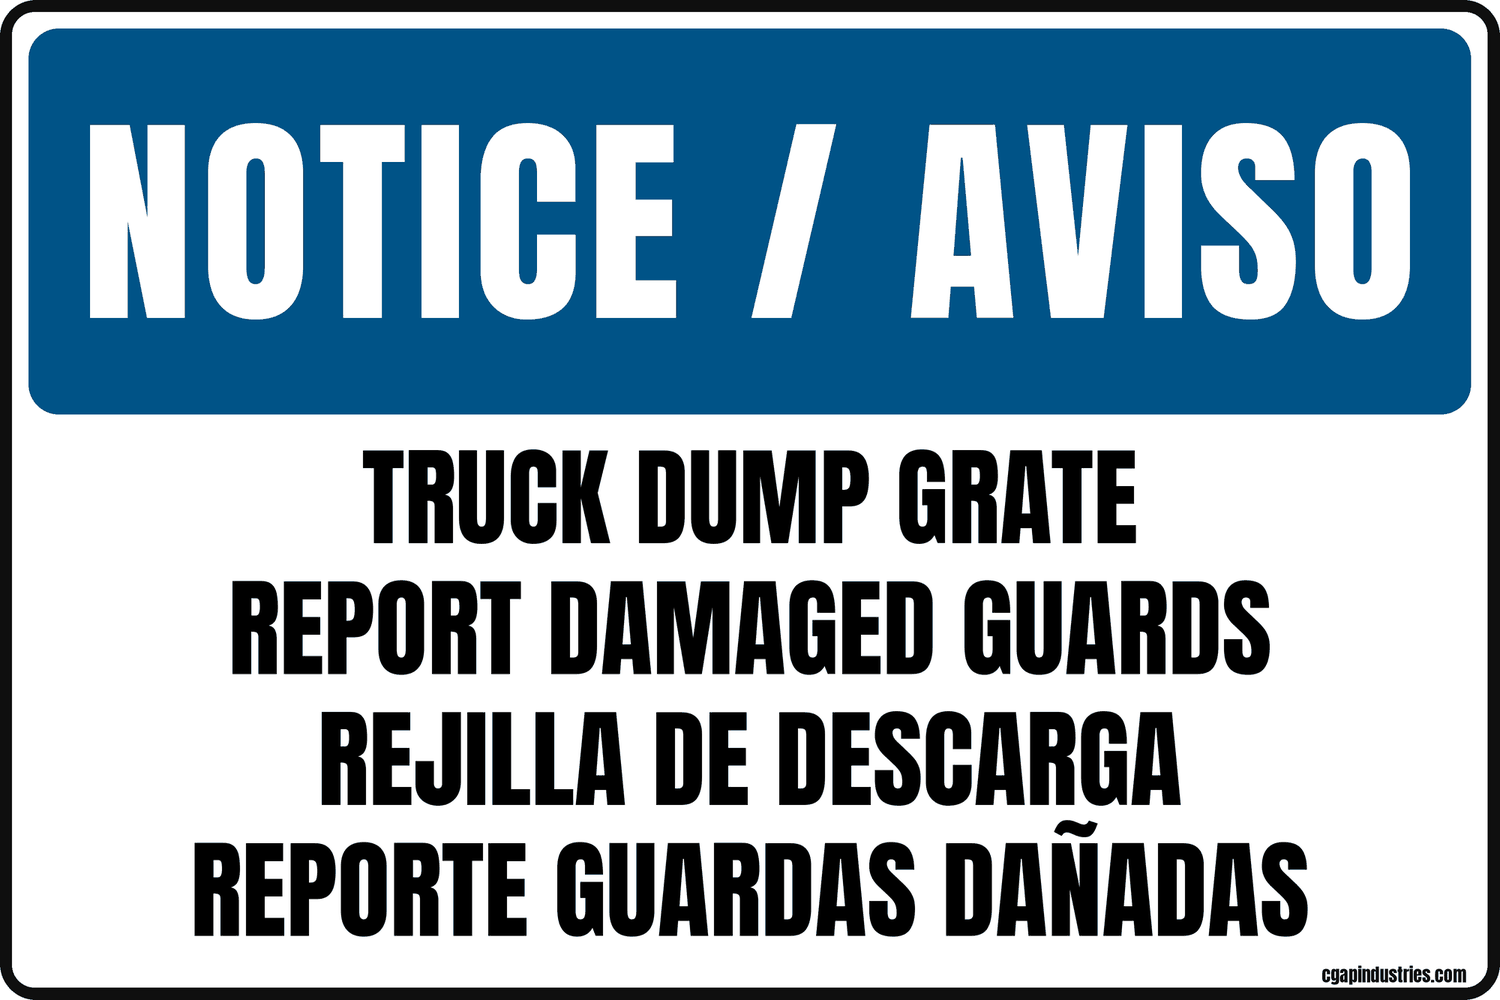 NOTICE / AVISO
TRUCK DUMP GRATE
REPORT DAMAGED GUARDS
REJILLA DE DESCARGA
REPORTE GUARDAS DAÑADAS
cgapindustries.com